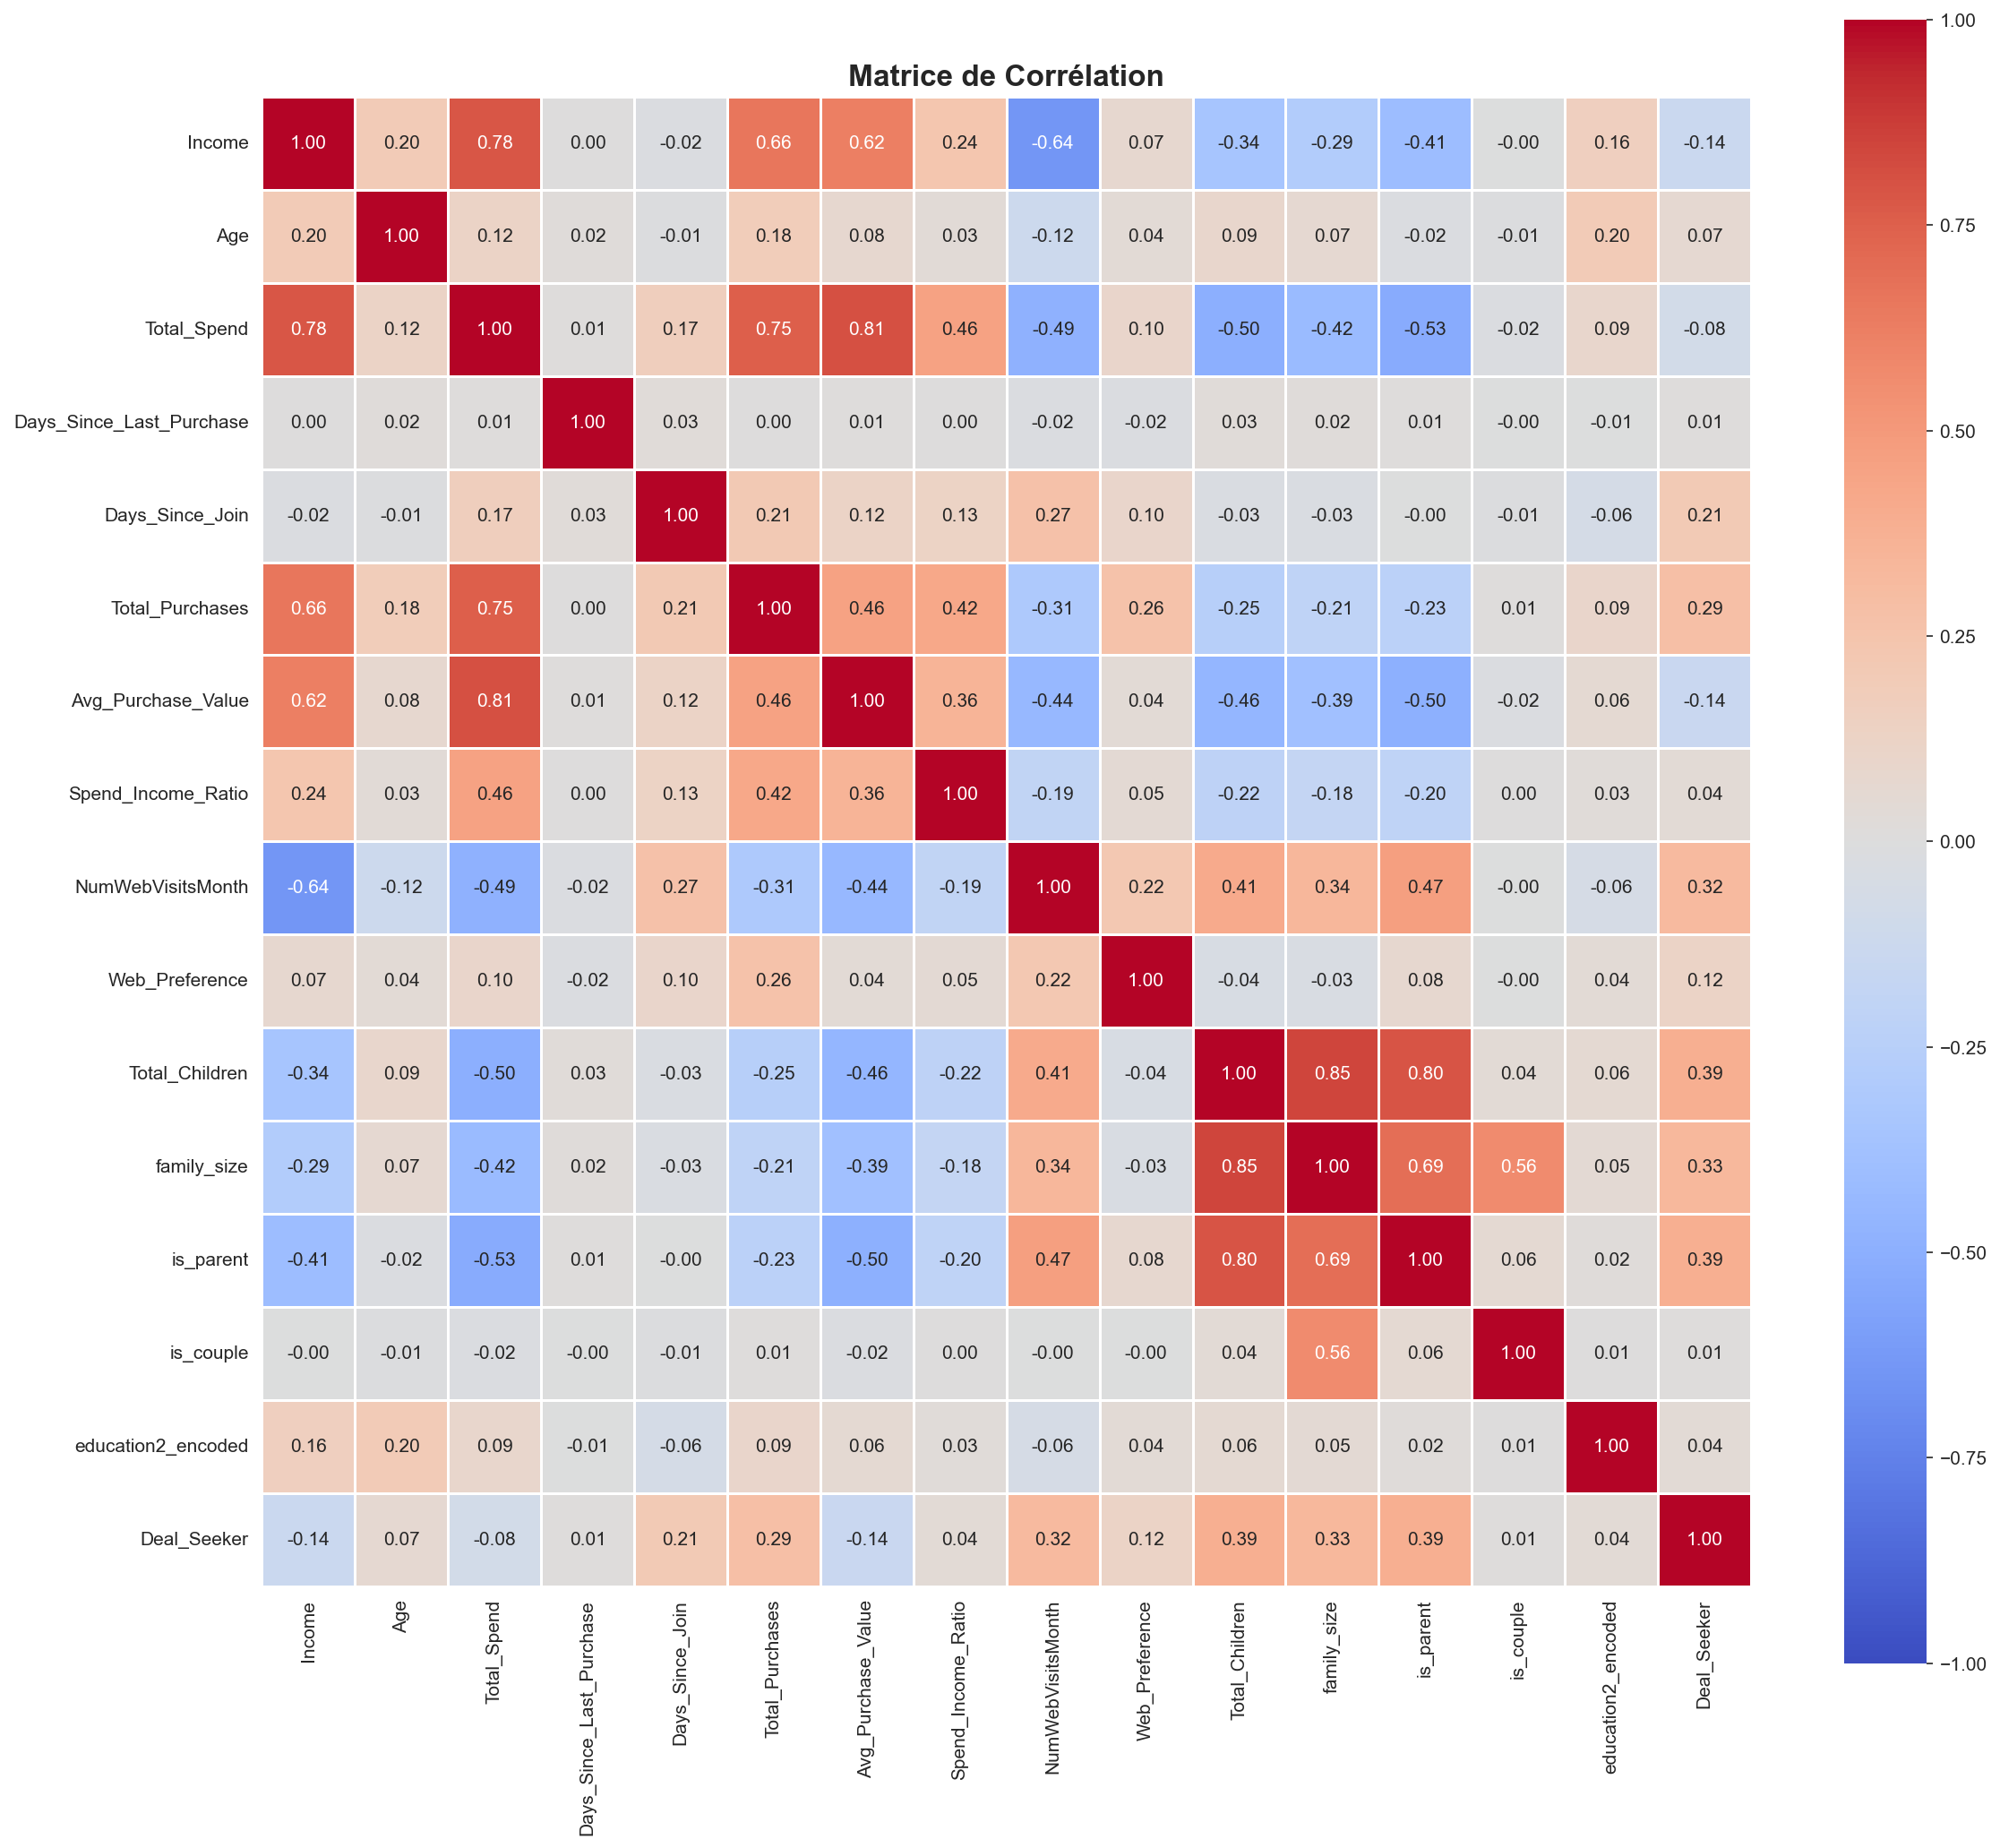 Matrice de Corrélation
Income 1.00 0.20 0.78 0.00 -0.02 0.66 0.62 0.24 -0.64 0.07 -0.34 -0.29 -0.41 -0.00 0.16 -0.14
Age 0.20 1.00 0.12 0.02 -0.01 0.18 0.08 0.03 -0.12 0.04 0.09 0.07 -0.02 -0.01 0.20 0.07
Total_Spend 0.78 0.12 1.00 0.01 0.17 0.75 0.81 0.46 -0.49 0.10 -0.50 -0.42 -0.53 -0.02 0.09 -0.08
Days_Since_Last_Purchase 0.00 0.02 0.01 1.00 0.03 0.00 0.01 0.00 -0.02 -0.02 0.03 0.02 0.01 -0.00 -0.01 0.01
Days_Since_Join -0.02 -0.01 0.17 0.03 1.00 0.21 0.12 0.13 0.27 0.10 -0.03 -0.03 -0.00 -0.01 -0.06 0.21
Total_Purchases 0.66 0.18 0.75 0.00 0.21 1.00 0.46 0.42 -0.31 0.26 -0.25 -0.21 -0.23 0.01 0.09 0.29
Avg_Purchase_Value 0.62 0.08 0.81 0.01 0.12 0.46 1.00 0.36 -0.44 0.04 -0.46 -0.39 -0.50 -0.02 0.06 -0.14
Spend_Income_Ratio 0.24 0.03 0.46 0.00 0.13 0.42 0.36 1.00 -0.19 0.05 -0.22 -0.18 -0.20 0.00 0.03 0.04
NumWebVisitsMonth -0.64 -0.12 -0.49 -0.02 0.27 -0.31 -0.44 -0.19 1.00 0.22 0.41 0.34 0.47 -0.00 -0.06 0.32
Web_Preference 0.07 0.04 0.10 -0.02 0.10 0.26 0.04 0.05 0.22 1.00 -0.04 -0.03 0.08 -0.00 0.04 0.12
Total_Children -0.34 0.09 -0.50 0.03 -0.03 -0.25 -0.46 -0.22 0.41 -0.04 1.00 0.85 0.80 0.04 0.06 0.39
family_size -0.29 0.07 -0.42 0.02 -0.03 -0.21 -0.39 -0.18 0.34 -0.03 0.85 1.00 0.69 0.56 0.05 0.33
is_parent -0.41 -0.02 -0.53 0.01 -0.00 -0.23 -0.50 -0.20 0.47 0.08 0.80 0.69 1.00 0.06 0.02 0.39
is_couple -0.00 -0.01 -0.02 -0.00 -0.01 0.01 -0.02 0.00 -0.00 -0.00 0.04 0.56 0.06 1.00 0.01 0.01
education2_encoded 0.16 0.20 0.09 -0.01 -0.06 0.09 0.06 0.03 -0.06 0.04 0.06 0.05 0.02 0.01 1.00 0.04
Deal_Seeker -0.14 0.07 -0.08 0.01 0.21 0.29 -0.14 0.04 0.32 0.12 0.39 0.33 0.39 0.01 0.04 1.00
Income
Age
Total_Spend
Days_Since_Last_Purchase
Days_Since_Join
Total_Purchases
Avg_Purchase_Value
Spend_Income_Ratio
NumWebVisitsMonth
Web_Preference
Total_Children
family_size
is_parent
is_couple
education2_encoded
Deal_Seeker
1.00
0.75
0.50
0.25
0.00
−0.25
−0.50
−0.75
−1.00